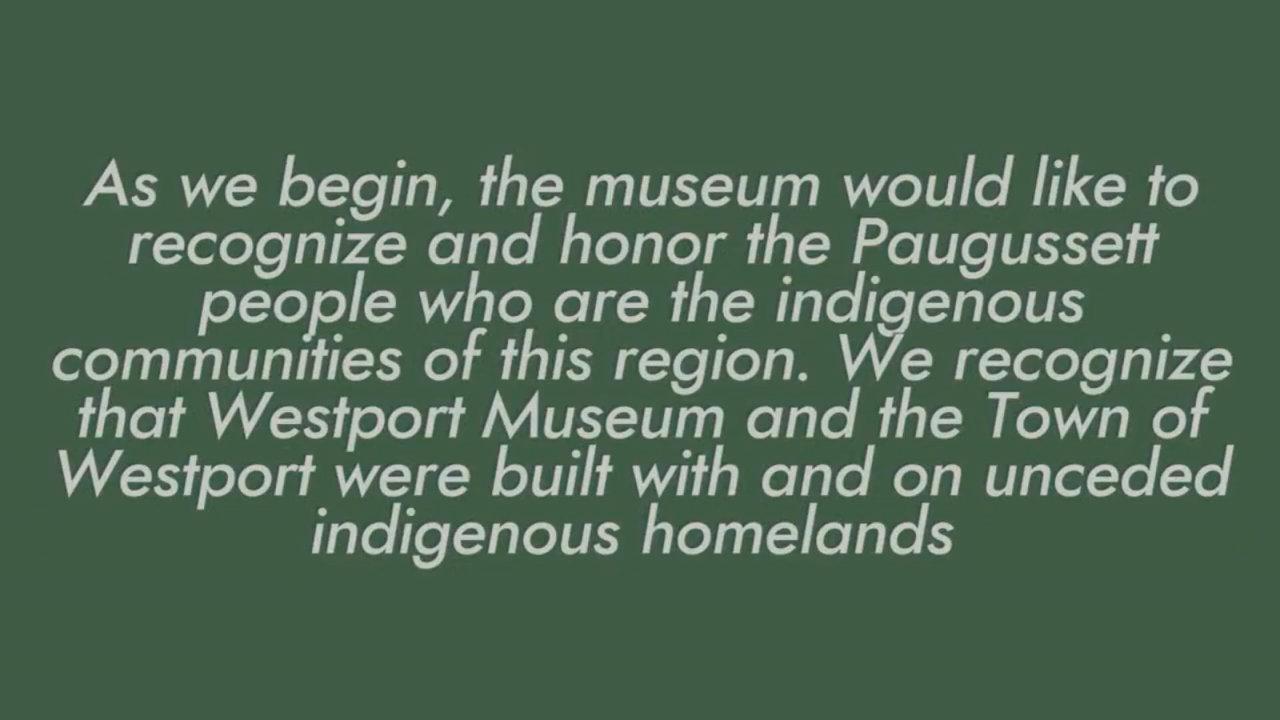 As we begin, the museum would like to
recognize and honor the Paugussett
people who are the indigenous
communities of this region. We recognize
that Westport Museum and the Town of
Westport were built with and on unceded
indigenous homelands